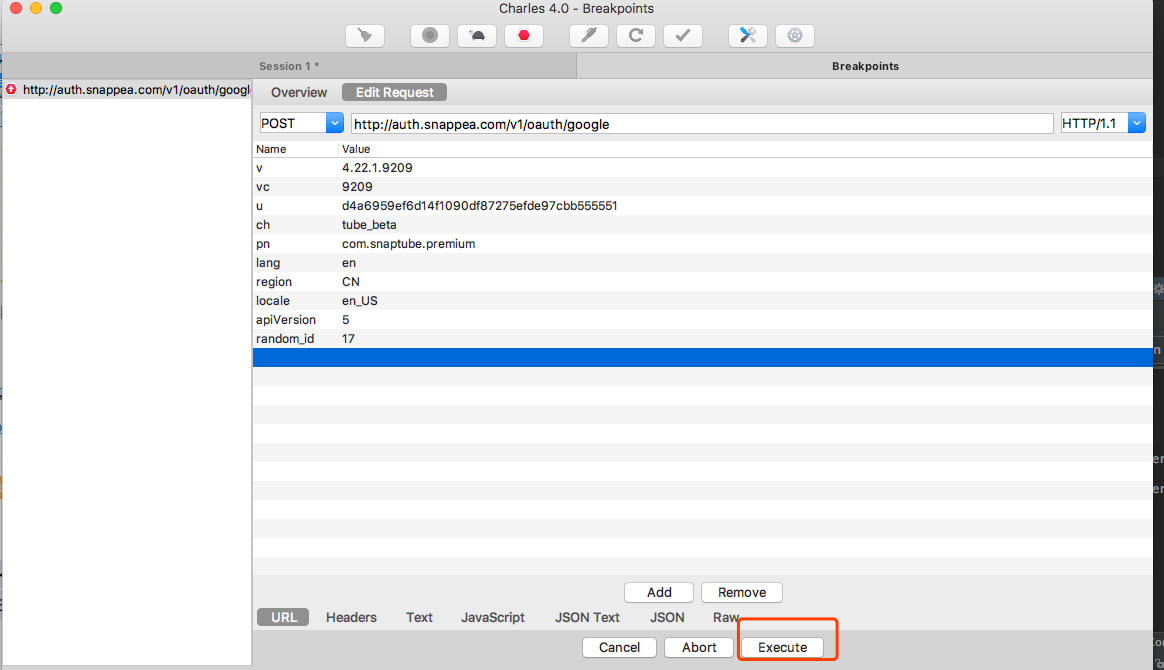 Charles 4.0 - Breakpoints
Session 1 *
Breakpoints
http://auth.snappea.com/v1/oauth/googl
Overview
Edit Request
POST
http://auth.snappea.com/v1/oauth/google
HTTP/1.1
Name Value
v 4.22.1.9209
vc 9209
u d4a6959ef6d14f1090df87275efde97cbb555551
ch tube_beta
pn com.snaptube.premium
lang en
region CN
locale en_US
apiVersion 5
random_id 17
Add Remove
URL Headers Text JavaScript JSON Text JSON Raw
Cancel Abort Execute